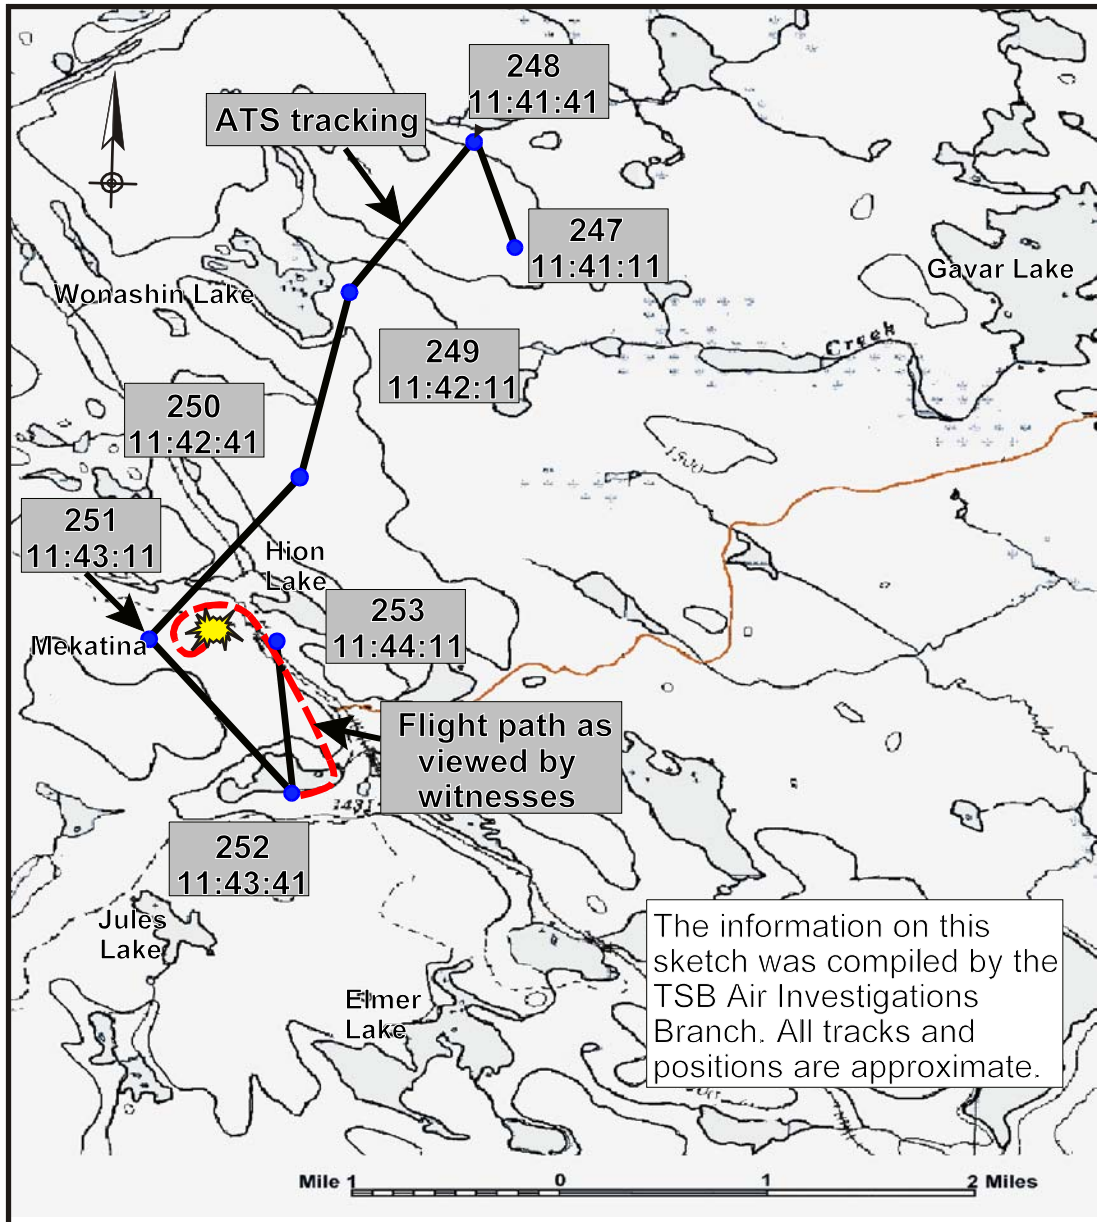 248
11:41:41
ATS tracking
247
11:41:11
Gavar Lake
Wonashin Lake
Creek
249
11:42:11
250
11:42:41
1500
251
11:43:11
Hion
Lake
253
11:44:11
Mekatina
Flight path as
viewed by
witnesses
1431
252
11:43:41
Jules
Lake
Elmer
Lake
The information on this
sketch was compiled by the
TSB Air Investigations
Branch. All tracks and
positions are approximate.
Mile 1 0 1 2 Miles